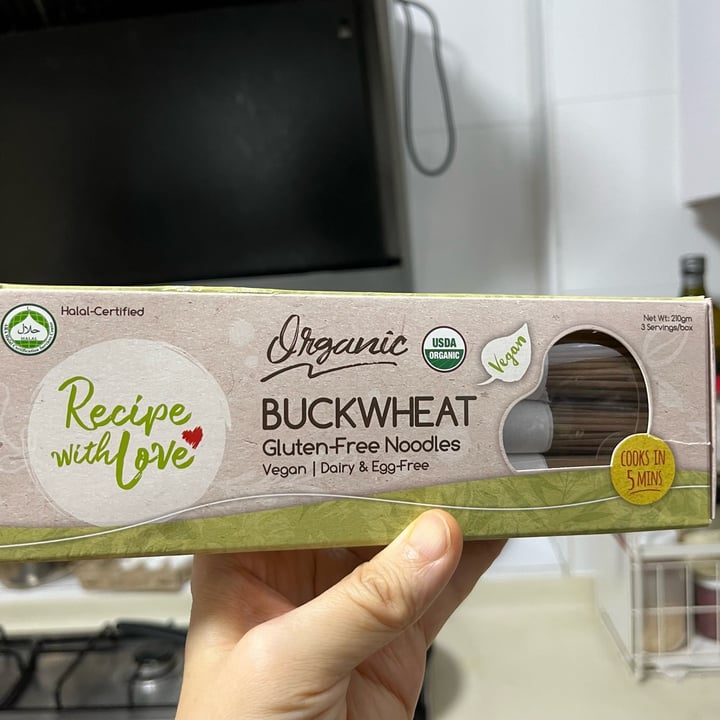 Halal-Certified
حلال
HALAL
Recipe
with Love
Organic
USDA
ORGANIC
Vegan
BUCKWHEAT
Gluten-Free Noodles
Vegan | Dairy & Egg-Free
Net Wt: 210gm
3 Servings/box
COOKS IN
5 MINS